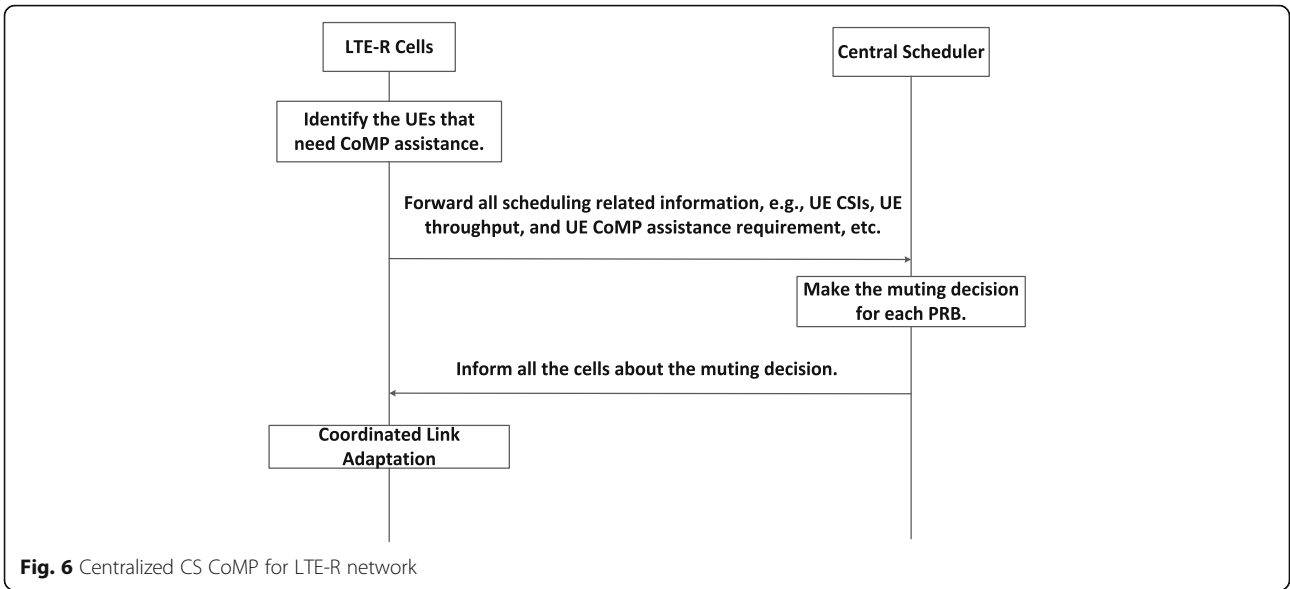 LTE-R Cells
Central Scheduler
Identify the UEs that
need CoMP assistance.
Forward all scheduling related information, e.g., UE CSIs, UE
throughput, and UE CoMP assistance requirement, etc.
Make the muting decision
for each PRB.
Inform all the cells about the muting decision.
Coordinated Link
Adaptation
Fig. 6 Centralized CS CoMP for LTE-R network